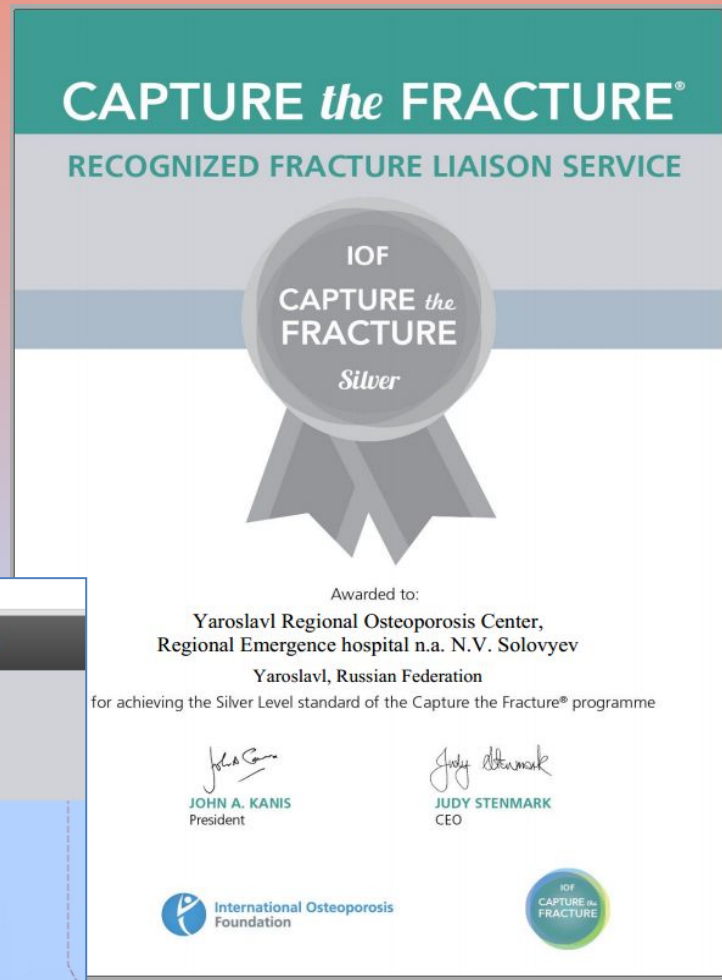 CAPTURE the FRACTURE®
RECOGNIZED FRACTURE LIAISON SERVICE
IOF
CAPTURE the
FRACTURE
Silver
Awarded to:
Yaroslavl Regional Osteoporosis Center,
Regional Emergence hospital n.a. N.V. Solovyev
Yaroslavl, Russian Federation
for achieving the Silver Level standard of the Capture the Fracture® programme
JOHN A. KANIS
President
Judy Stenmark
JUDY STENMARK
CEO
International Osteoporosis
Foundation
IOF
CAPTURE the
FRACTURE